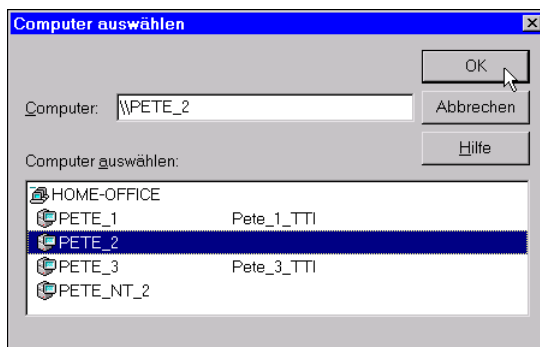 Computer auswählen
OK
Computer: \\PETE_2
Abbrechen
Hilfe
Computer auswählen:
HOME-OFFICE
PETE_1 Pete_1_TTI
PETE_2
PETE_3 Pete_3_TTI
PETE_NT_2